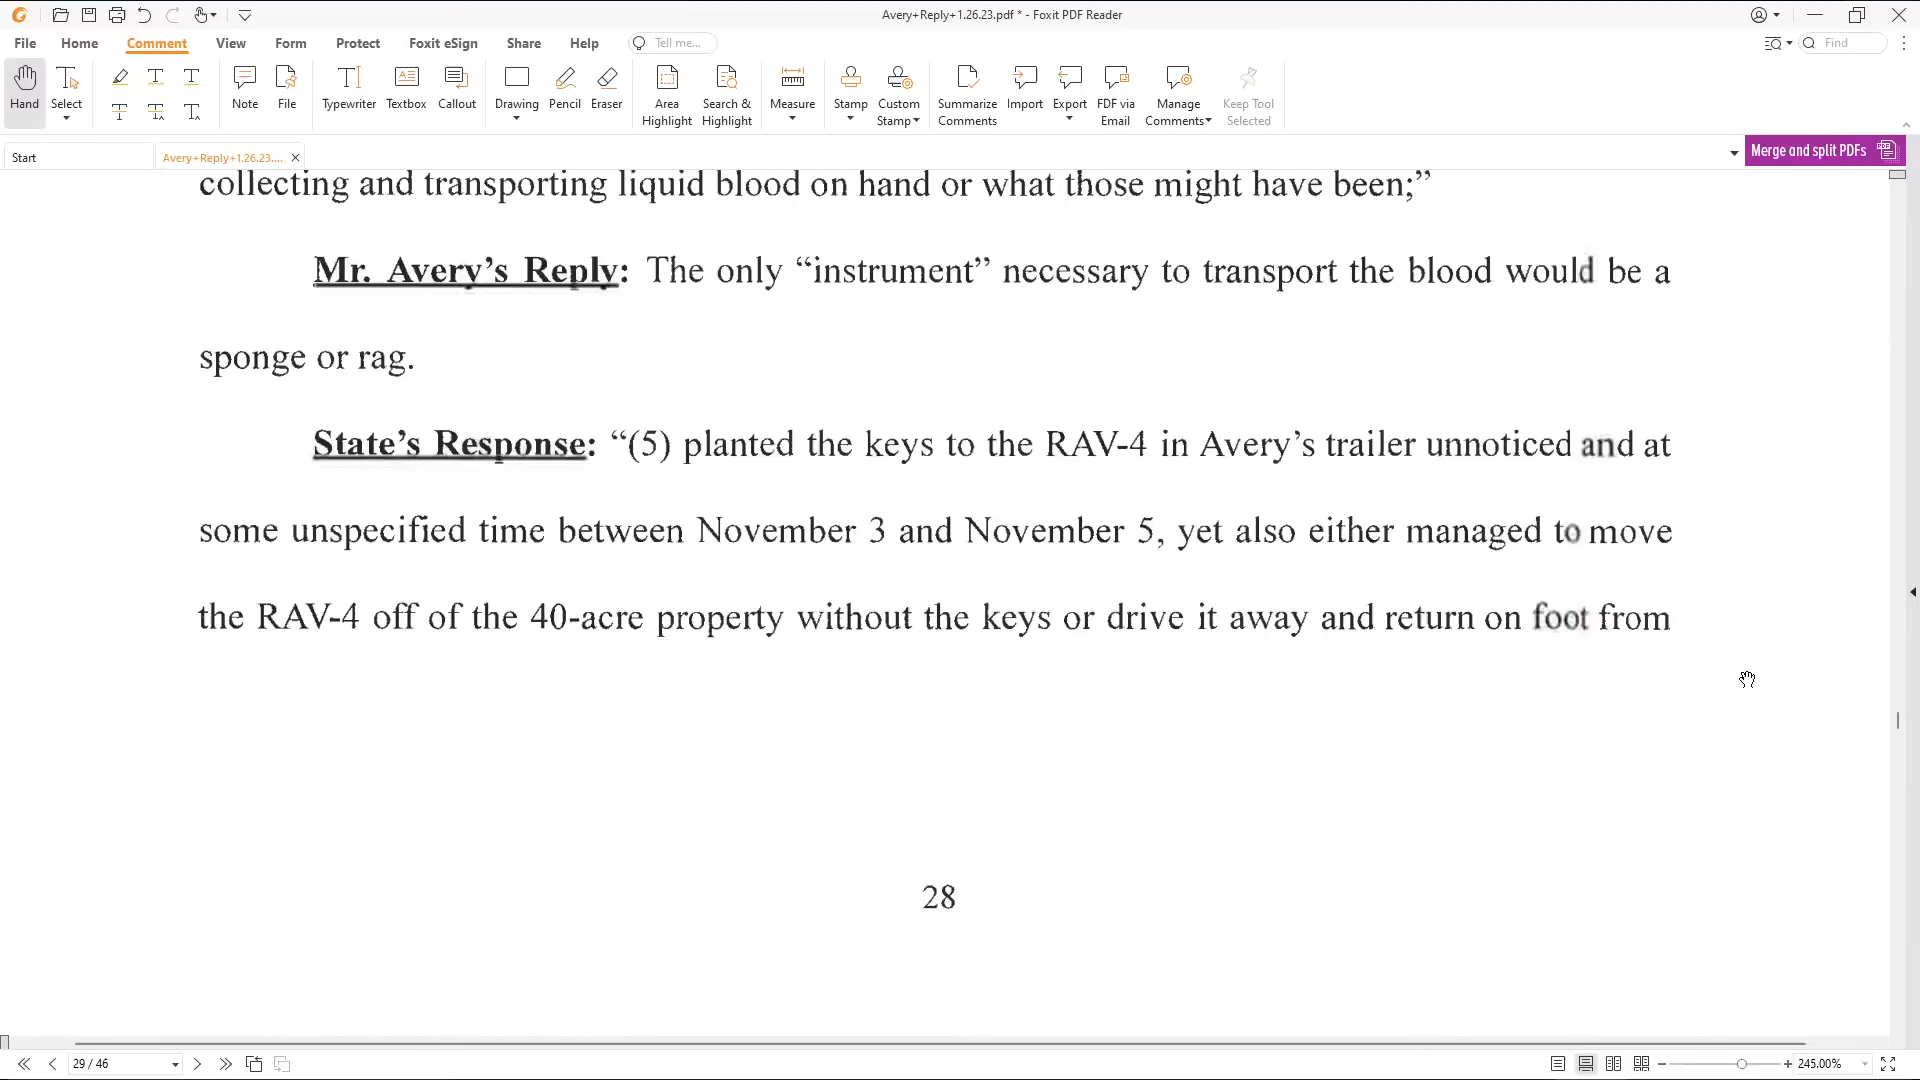 Avery+Reply+1.26.23.pdf * - Foxit PDF Reader
File Home Comment View Form Protect Foxit eSign Share Help Tell me... Find
Hand Select Note File Typewriter Textbox Callout Drawing Pencil Eraser Area Highlight Search & Highlight Measure Stamp Custom Stamp Summarize Comments Import Export FDF via Email Manage Comments Keep Tool Selected
Start Avery+Reply+1.26.23.... Merge and split PDFs
collecting and transporting liquid blood on hand or what those might have been;”
Mr. Avery’s Reply: The only “instrument” necessary to transport the blood would be a
sponge or rag.
State’s Response: “(5) planted the keys to the RAV-4 in Avery’s trailer unnoticed and at
some unspecified time between November 3 and November 5, yet also either managed to move
the RAV-4 off of the 40-acre property without the keys or drive it away and return on foot from
28
29 / 46 245.00%